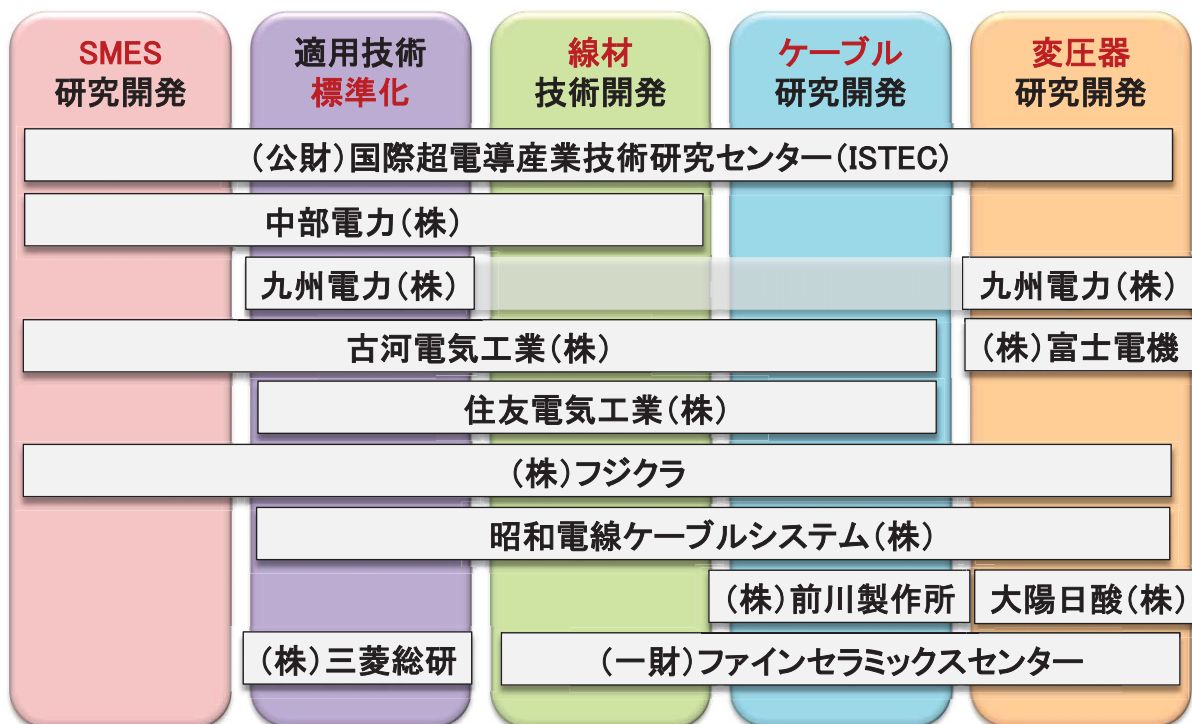 SMES
研究開発
適用技術
標準化
線材
技術開発
ケーブル
研究開発
変圧器
研究開発
(公財)国際超電導産業技術研究センター(ISTEC)
中部電力(株)
九州電力(株)
九州電力(株)
古河電気工業(株)
(株)富士電機
住友電気工業(株)
(株)フジクラ
昭和電線ケーブルシステム(株)
(株)前川製作所
大陽日酸(株)
(株)三菱総研
(一財)ファインセラミックスセンター